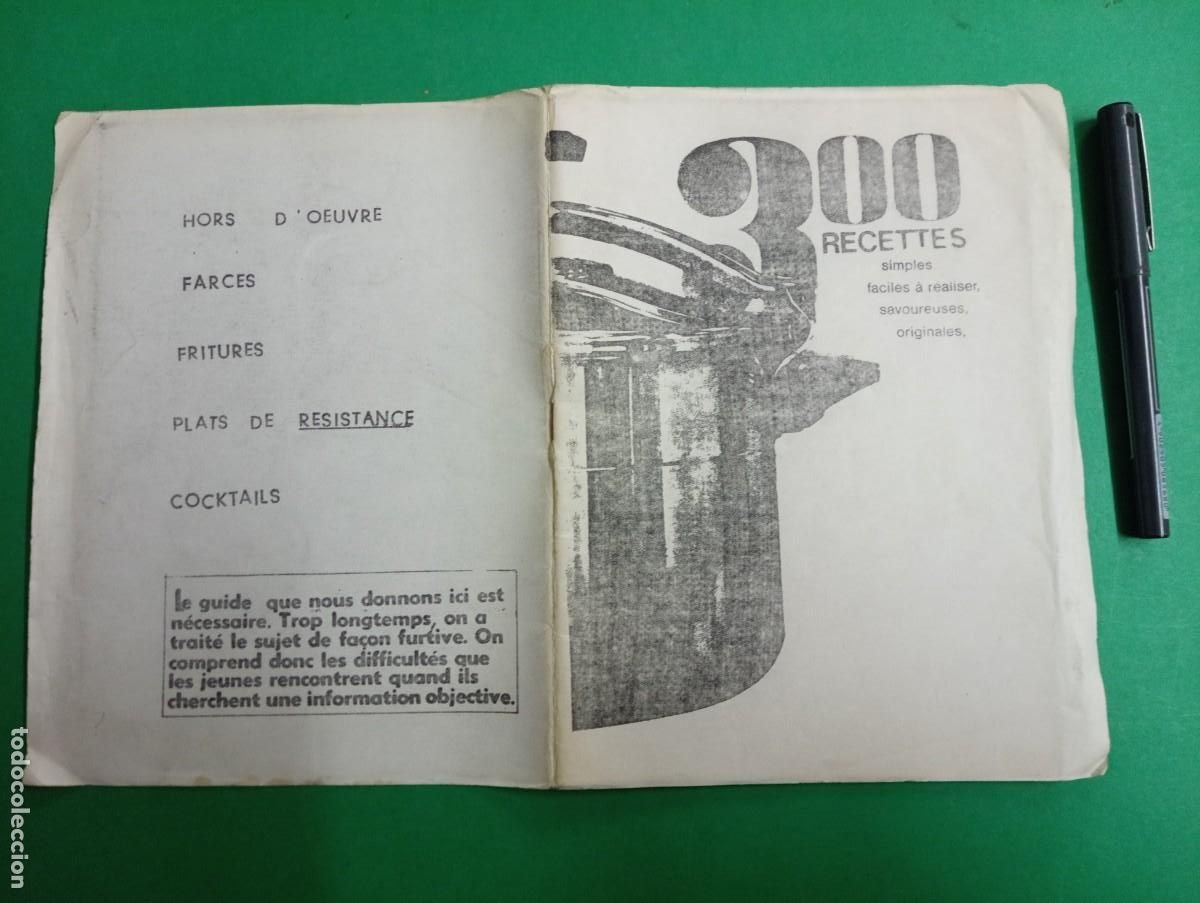 HORS D'OEUVRE
FARCES
FRITURES
PLATS DE RESISTANCE
COCKTAILS
le guide que nous donnons ici est
nécessaire. Trop longtemps, on a
traité le sujet de façon furtive. On
comprend donc les difficultés que
les jeunes rencontrent quand ils
cherchent une information objective.
300
RECETTES
simples
faciles à réaliser,
savoureuses,
originales,
todocoleccion